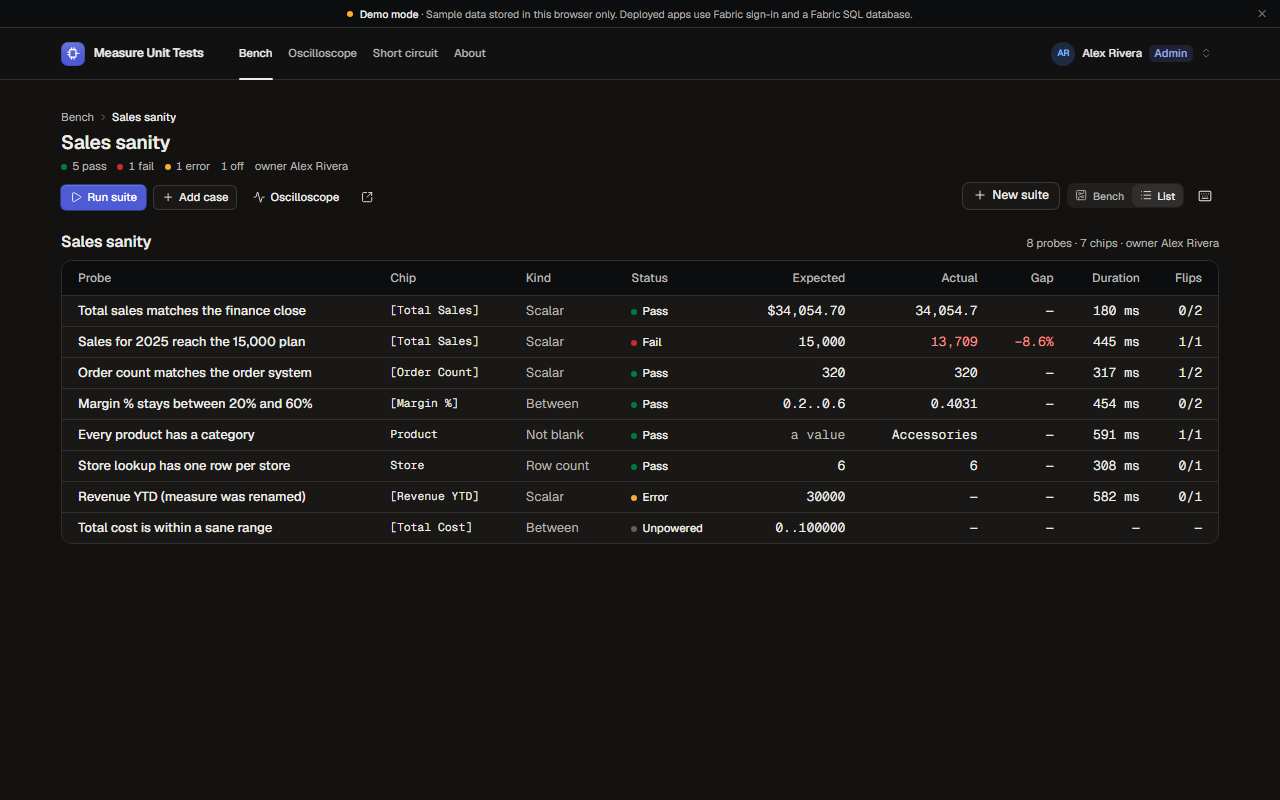 Demo mode · Sample data stored in this browser only. Deployed apps use Fabric sign-in and a Fabric SQL database.
Measure Unit Tests Bench Oscilloscope Short circuit About AR Alex Rivera Admin
Bench Sales sanity
Sales sanity
5 pass 1 fail 1 error 1 off owner Alex Rivera
Run suite Add case Oscilloscope New suite Bench List
Sales sanity 8 probes · 7 chips · owner Alex Rivera
Probe Chip Kind Status Expected Actual Gap Duration Flips
Total sales matches the finance close [Total Sales] Scalar Pass $34,054.70 34,054.7 – 180 ms 0/2
Sales for 2025 reach the 15,000 plan [Total Sales] Scalar Fail 15,000 13,709 −8.6% 445 ms 1/1
Order count matches the order system [Order Count] Scalar Pass 320 320 – 317 ms 1/2
Margin % stays between 20% and 60% [Margin %] Between Pass 0.2..0.6 0.4031 – 454 ms 0/2
Every product has a category Product Not blank Pass a value Accessories – 591 ms 1/1
Store lookup has one row per store Store Row count Pass 6 6 – 308 ms 0/1
Revenue YTD (measure was renamed) [Revenue YTD] Scalar Error 30000 – – 582 ms 0/1
Total cost is within a sane range [Total Cost] Between Unpowered 0..100000 – – – –